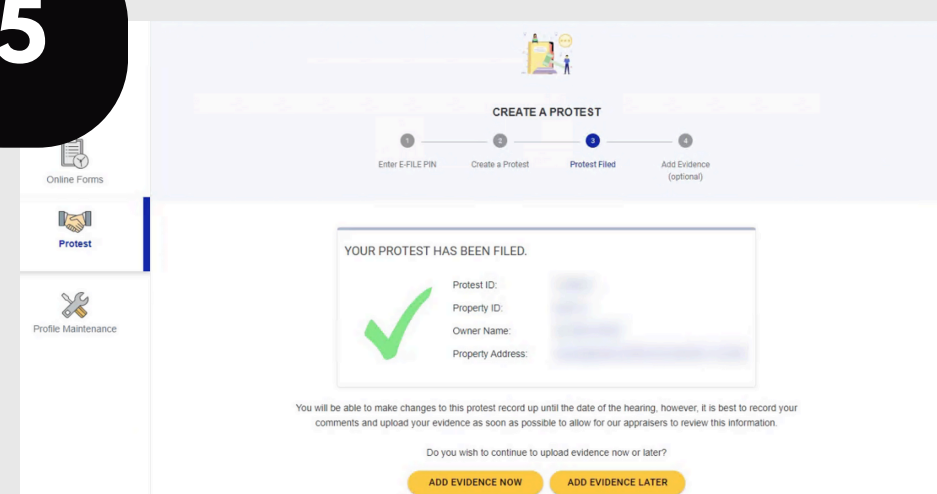 5
CREATE A PROTEST
1
2
3
4
Enter E-FILE PIN
Create a Protest
Protest Filed
Add Evidence
(optional)
Online Forms
Protest
Profile Maintenance
YOUR PROTEST HAS BEEN FILED.
Protest ID:
Property ID:
Owner Name:
Property Address:
You will be able to make changes to this protest record up until the date of the hearing, however, it is best to record your
comments and upload your evidence as soon as possible to allow for our appraisers to review this information.
Do you wish to continue to upload evidence now or later?
ADD EVIDENCE NOW
ADD EVIDENCE LATER